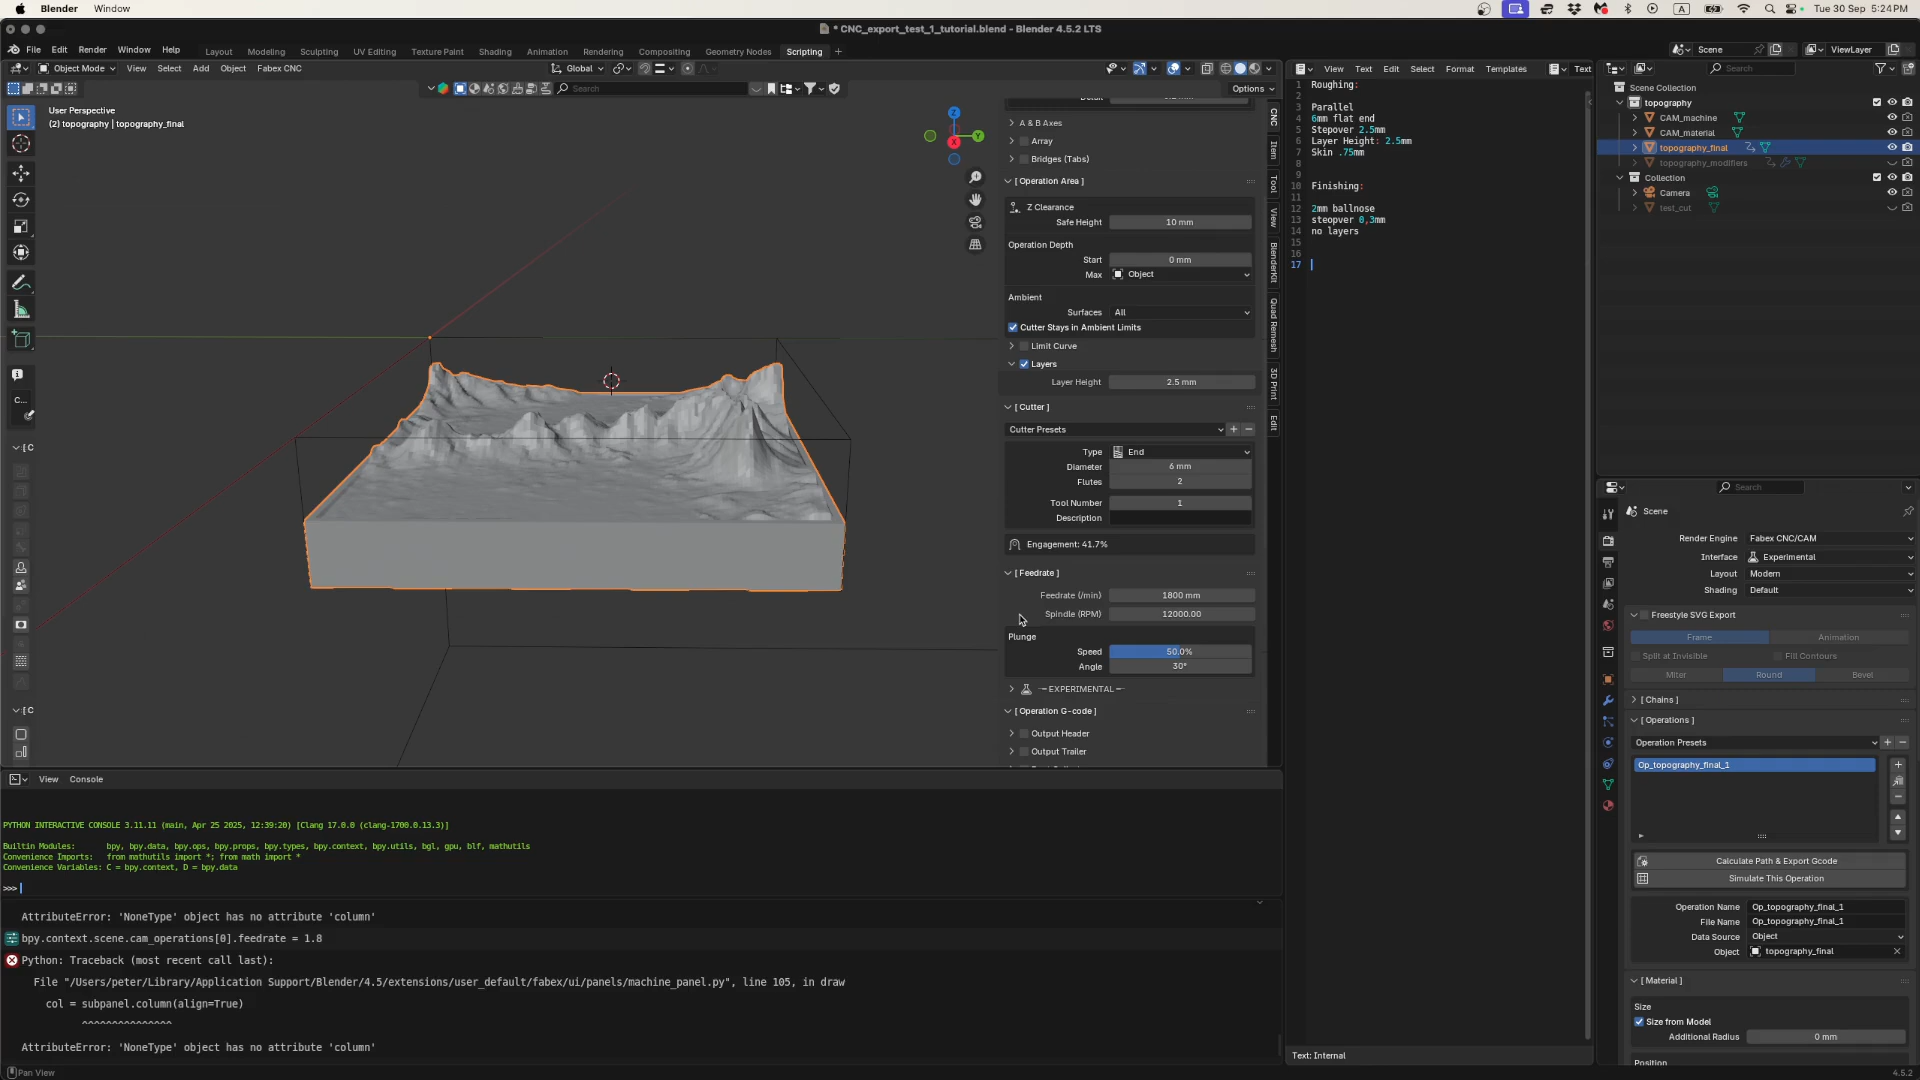 Blender Window
Tue 30 Sep 5:24PM
* CNC_export_test_1_tutorial.blend - Blender 4.5.2 LTS
File Edit Render Window Help Layout Modeling Sculpting UV Editing Texture Paint Shading Animation Rendering Compositing Geometry Nodes Scripting +
Scene ViewLayer
Object Mode View Select Add Object Fabex CNC Global
View Text Edit Select Format Templates Text
Search
Search Options
User Perspective
(2) topography | topography_final
Z
Y
X
A & B Axes
Array
Bridges (Tabs)
[ Operation Area ]
Z Clearance
Safe Height 10 mm
Operation Depth
Start 0 mm
Max Object
Ambient
Surfaces All
Cutter Stays in Ambient Limits
Limit Curve
Layers
Layer Height 2.5 mm
[ Cutter ]
Cutter Presets
Type End
Diameter 6 mm
Flutes 2
Tool Number 1
Description
Engagement: 41.7%
[ Feedrate ]
Feedrate (/min) 1800 mm
Spindle (RPM) 12000.00
Plunge
Speed 50.0%
Angle 30°
EXPERIMENTAL
[ Operation G-code ]
Output Header
Output Trailer
CNC
Item
Tool
View
BlenderKit
Quad Remesh
3D Print
Edit
C...
[ C
[ C
1 Roughing:
2
3 Parallel
4 6mm flat end
5 Stepover 2.5mm
6 Layer Height: 2.5mm
7 Skin .75mm
8
9
10 Finishing:
11
12 2mm ballnose
13 steopver 0,3mm
14 no layers
15
16
17
Text: Internal
Scene Collection
topography
CAM_machine
CAM_material
topography_final
topography_modifiers
Collection
Camera
test_cut
Search
Scene
Render Engine Fabex CNC/CAM
Interface Experimental
Layout Modern
Shading Default
Freestyle SVG Export
Frame Animation
Split at Invisible Fill Contours
Miter Round Bevel
[ Chains ]
[ Operations ]
Operation Presets
Op_topography_final_1
Calculate Path & Export Gcode
Simulate This Operation
Operation Name Op_topography_final_1
File Name Op_topography_final_1
Data Source Object
Object topography_final
[ Material ]
Size
Size from Model
Additional Radius 0 mm
Position
View Console
PYTHON INTERACTIVE CONSOLE 3.11.11 (main, Apr 25 2025, 12:39:20) [Clang 17.0.0 (clang-1700.0.13.3)]
Builtin Modules: bpy, bpy.data, bpy.ops, bpy.props, bpy.types, bpy.context, bpy.utils, bgl, gpu, blf, mathutils
Convenience Imports: from mathutils import *; from math import *
Convenience Variables: C = bpy.context, D = bpy.data
>>>
AttributeError: 'NoneType' object has no attribute 'column'
bpy.context.scene.cam_operations[0].feedrate = 1.8
Python: Traceback (most recent call last):
File "/Users/peter/Library/Application Support/Blender/4.5/extensions/user_default/fabex/ui/panels/machine_panel.py", line 105, in draw
col = subpanel.column(align=True)
^^^^^^^^^^^^^^^
AttributeError: 'NoneType' object has no attribute 'column'
Pan View
4.5.2